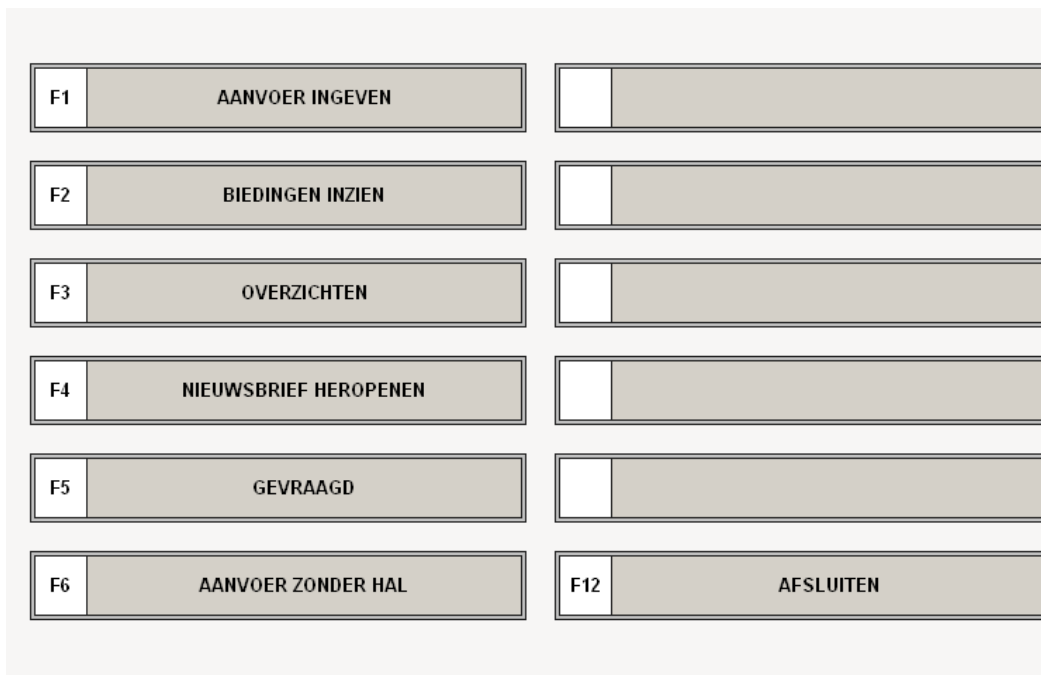 F1 AANVOER INGEVEN
F2 BIEDINGEN INZIEN
F3 OVERZICHTEN
F4 NIEUWSBRIEF HEROPENEN
F5 GEVRAAGD
F6 AANVOER ZONDER HAL
F12 AFSLUITEN